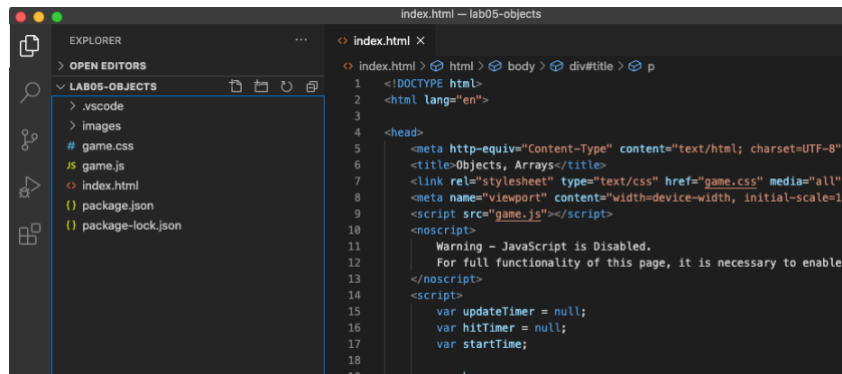 index.html — lab05-objects
EXPLORER ...
> OPEN EDITORS
LAB05-OBJECTS
> .vscode
> images
# game.css
JS game.js
<> index.html
{} package.json
{} package-lock.json
<> index.html ×
<> index.html > html > body > div#title > p
1 <!DOCTYPE html>
2 <html lang="en">
3
4 <head>
5 <meta http-equiv="Content-Type" content="text/html; charset=UTF-8"
6 <title>Objects, Arrays</title>
7 <link rel="stylesheet" type="text/css" href="game.css" media="all"
8 <meta name="viewport" content="width=device-width, initial-scale=1
9 <script src="game.js"></script>
10 <noscript>
11 Warning – JavaScript is Disabled.
12 For full functionality of this page, it is necessary to enable
13 </noscript>
14 <script>
15 var updateTimer = null;
16 var hitTimer = null;
17 var startTime;
18